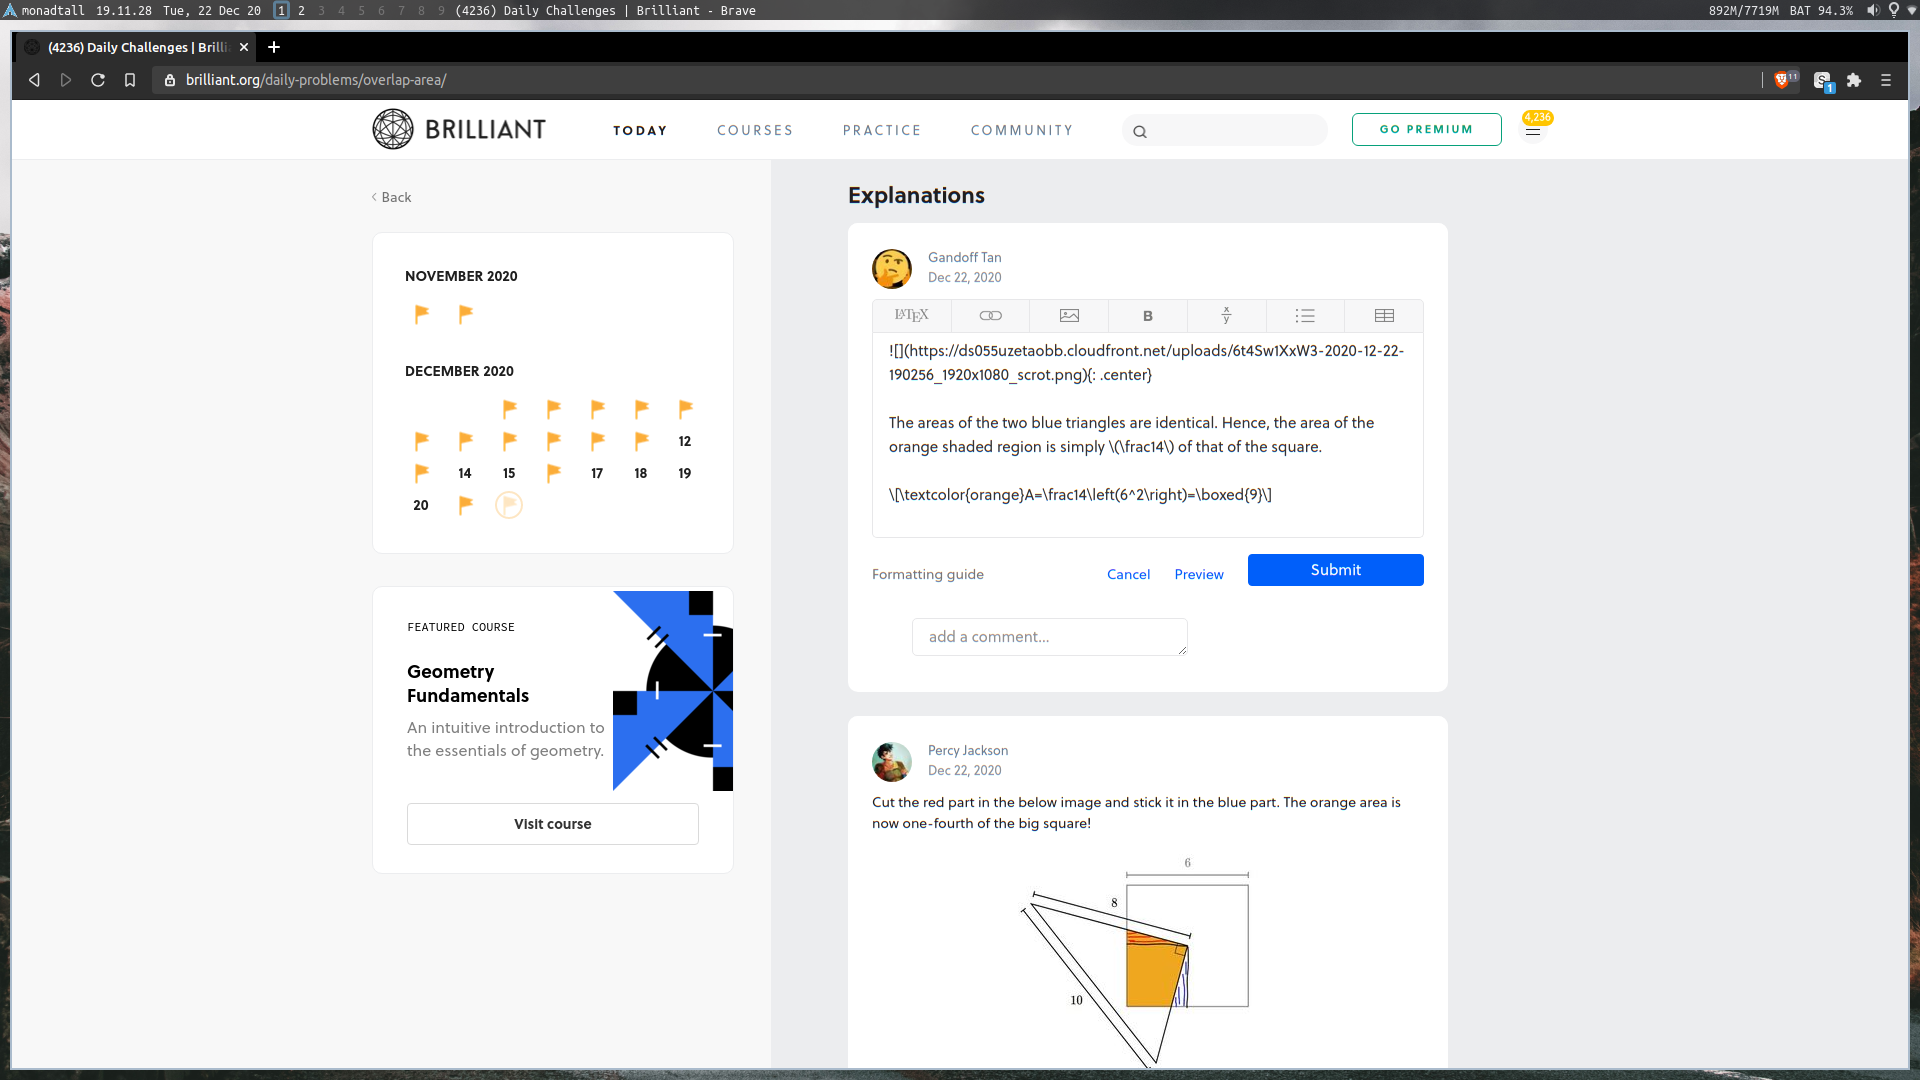 monadtall 19.11.28 Tue, 22 Dec 20 1 2 3 4 5 6 7 8 9 (4236) Daily Challenges | Brilliant - Brave 892M/7719M BAT 94.3%
(4236) Daily Challenges | Brilli
brilliant.org/daily-problems/overlap-area/ 11 S 1
BRILLIANT TODAY COURSES PRACTICE COMMUNITY GO PREMIUM 4,236
Back
NOVEMBER 2020
DECEMBER 2020
12
14 15 17 18 19
20
FEATURED COURSE
Geometry
Fundamentals
An intuitive introduction to
the essentials of geometry.
Visit course
Explanations
Gandoff Tan
Dec 22, 2020
LATEX B x/y
![](https://ds055uzetaobb.cloudfront.net/uploads/6t4Sw1XxW3-2020-12-22-
190256_1920x1080_scrot.png){: .center}
The areas of the two blue triangles are identical. Hence, the area of the
orange shaded region is simply \(\frac14\) of that of the square.
\[\textcolor{orange}A=\frac14\left(6^2\right)=\boxed{9}\]
Formatting guide Cancel Preview Submit
add a comment...
Percy Jackson
Dec 22, 2020
Cut the red part in the below image and stick it in the blue part. The orange area is
now one-fourth of the big square!
6
8
10